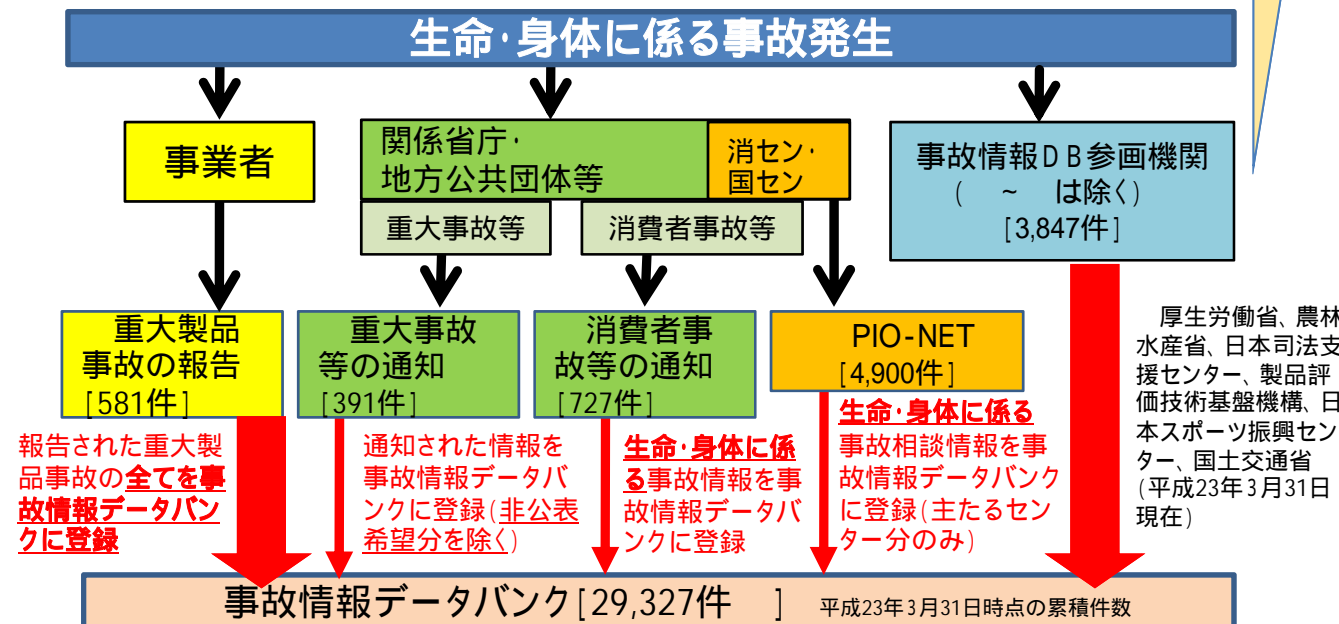 生命･身体に係る事故発生
事業者
関係省庁･
地方公共団体等
消セン･
国セン
事故情報DB参画機関
(　~　は除く)
[3,847件]
重大事故等
消費者事故等
重大製品
事故の報告
[581件]
重大事故
等の通知
[391件]
消費者事
故等の通知
[727件]
PIO-NET
[4,900件]
報告された重大製
品事故の全てを事
故情報データバン
クに登録
通知された情報を
事故情報データバ
ンクに登録(非公表
希望分を除く)
生命･身体に係
る事故情報を事
故情報データバ
ンクに登録
生命･身体に係る
事故相談情報を事
故情報データバンク
に登録(主たるセン
ター分のみ)
厚生労働省、農林
水産省、日本司法支
援センター、製品評
価技術基盤機構、日
本スポーツ振興セン
ター、国土交通省
(平成23年3月31日
現在)
事故情報データバンク[29,327件　]　平成23年3月31日時点の累積件数